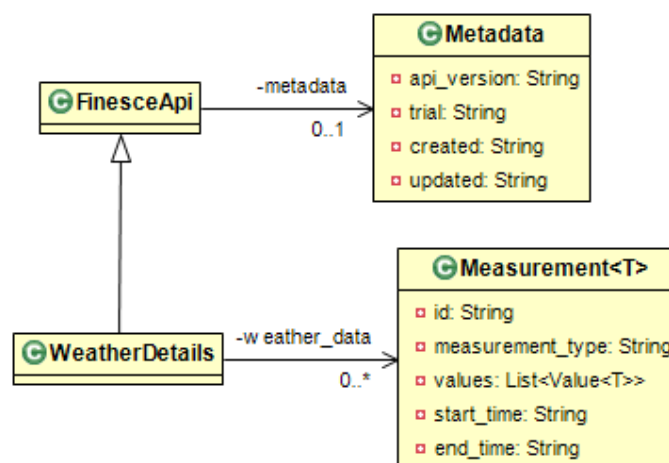 C Metadata
api_version: String
trial: String
created: String
updated: String
C FinesceApi
-metadata
0..1
C Measurement<T>
id: String
measurement_type: String
values: List<Value<T>>
start_time: String
end_time: String
C WeatherDetails
-w eather_data
0..*